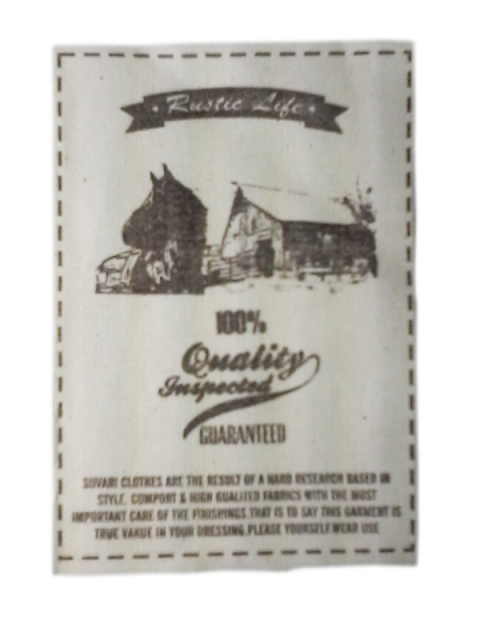 Rustic Life
100%
Quality
Inspected
GUARANTEED
SUVARI CLOTHES ARE THE RESULT OF A HARD RESEARCH BASED IN
STYLE. COMPORT & HIGH QUALITED FABRICS WITH THE MOST
IMPORTANT CARE OF THE FINISHINGS.THAT IS TO SAY THIS GARMENT IS
TRUE VAKUE IN YOUR DRESSING.PLEASE YOURSELF.WEAR USE